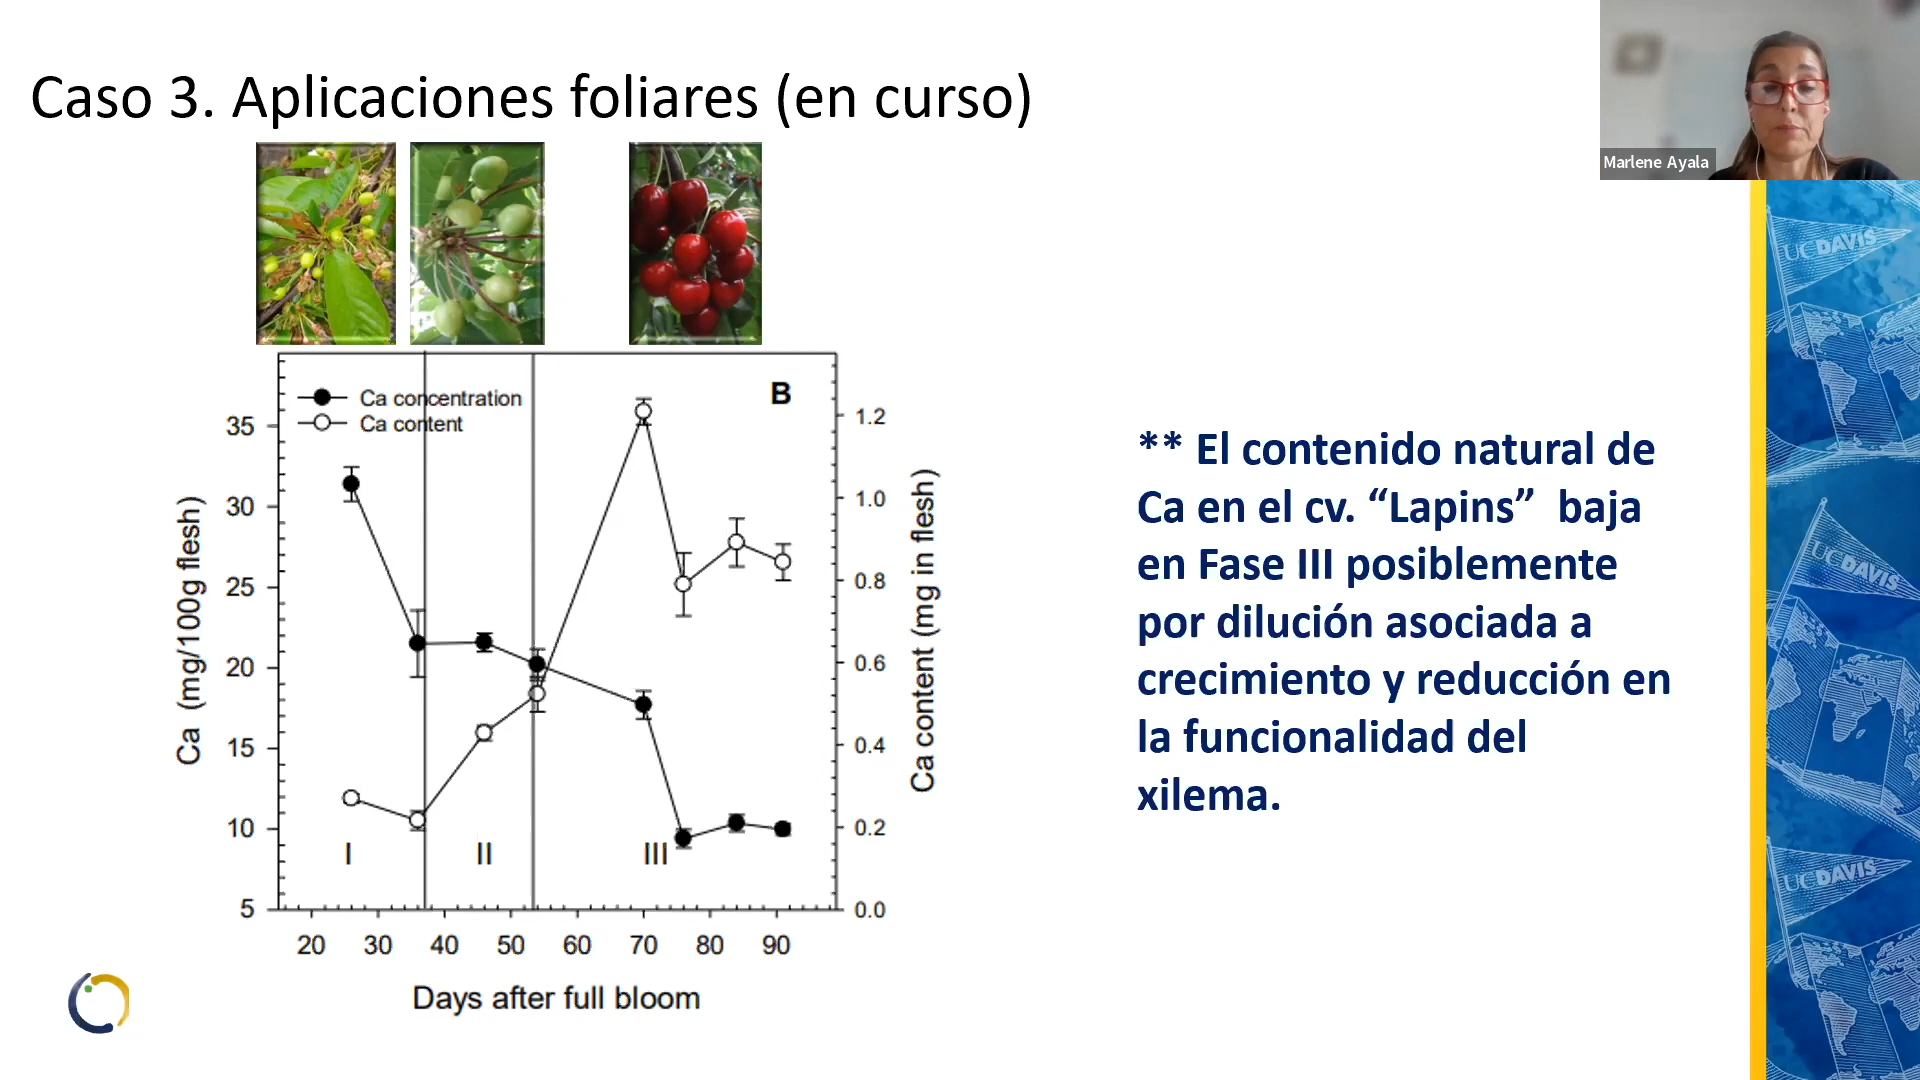 Caso 3. Aplicaciones foliares (en curso)
Marlene Ayala
UC DAVIS
Ca concentration
Ca content
B
35
30
25
20
15
10
5
Ca (mg/100g flesh)
1.2
1.0
0.8
0.6
0.4
0.2
0.0
Ca content (mg in flesh)
I
II
III
20 30 40 50 60 70 80 90
Days after full bloom
** El contenido natural de
Ca en el cv. “Lapins” baja
en Fase III posiblemente
por dilución asociada a
crecimiento y reducción en
la funcionalidad del
xilema.
UC DAVIS
UC DAVIS